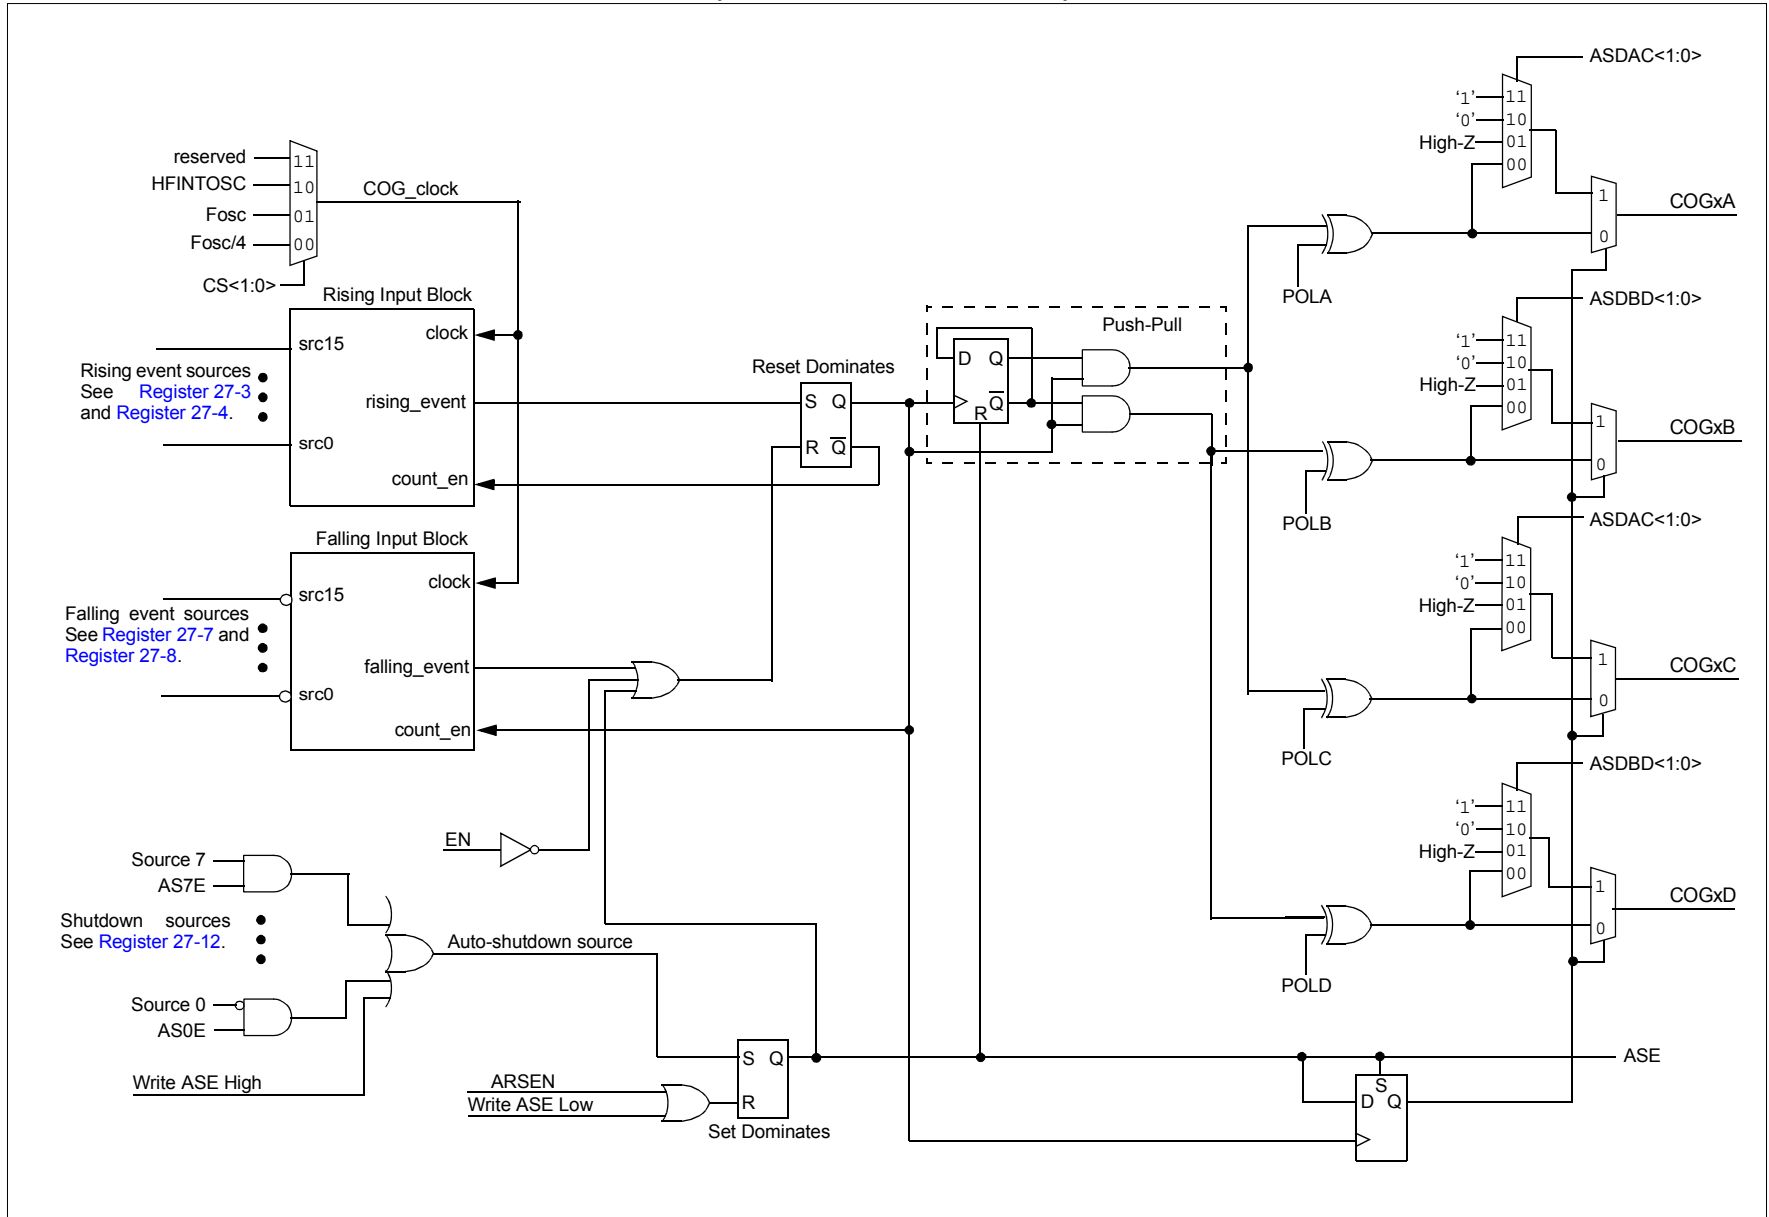 ASDAC<1:0>
‘1’ 11
‘0’ 10
High-Z 01
00
1
0
COGxA
POLA
reserved 11
HFINTOSC 10
Fosc 01
Fosc/4 00
CS<1:0>
COG_clock
Rising Input Block
clock
src15
Rising event sources
See Register 27-3
and Register 27-4.
rising_event
src0
count_en
Reset Dominates
S Q
R Q
Push-Pull
D Q
R Q
ASDBD<1:0>
‘1’ 11
‘0’ 10
High-Z 01
00
1
0
COGxB
POLB
Falling Input Block
clock
src15
Falling event sources
See Register 27-7 and
Register 27-8.
falling_event
src0
count_en
ASDAC<1:0>
‘1’ 11
‘0’ 10
High-Z 01
00
1
0
COGxC
POLC
EN
Source 7
AS7E
Shutdown sources
See Register 27-12.
Auto-shutdown source
Source 0
AS0E
Write ASE High
ASDBD<1:0>
‘1’ 11
‘0’ 10
High-Z 01
00
1
0
COGxD
POLD
ARSEN
Write ASE Low
S Q
R
Set Dominates
S
D Q
ASE